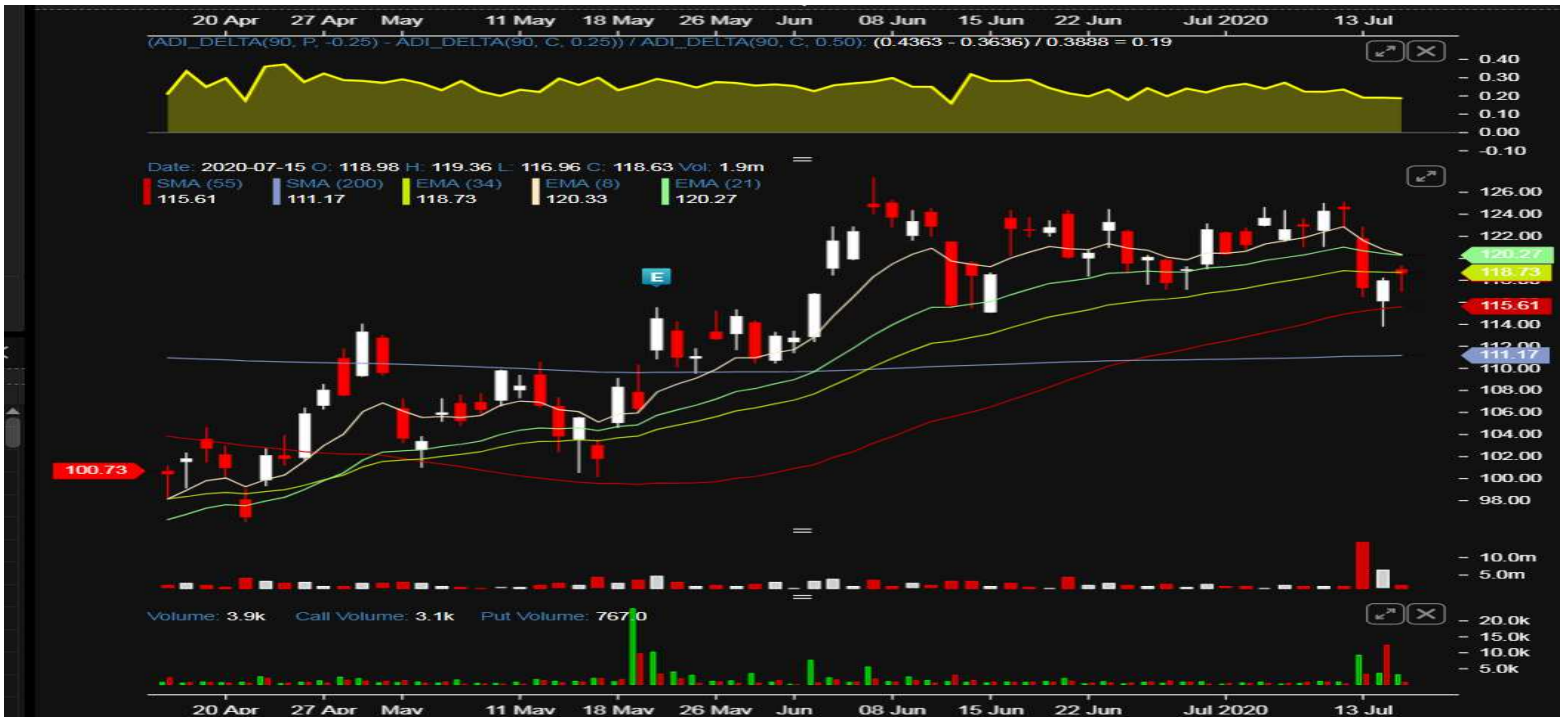 20 Apr 27 Apr May 11 May 18 May 26 May Jun 08 Jun 15 Jun 22 Jun Jul 2020 13 Jul
(ADI_DELTA(90, P, -0.25) - ADI_DELTA(90, C, 0.25)) / ADI_DELTA(90, C, 0.50): (0.4363 - 0.3636) / 0.3888 = 0.19
0.40
0.30
0.20
0.10
0.00
-0.10
Date: 2020-07-15 O: 118.98 H: 119.36 L: 116.96 C: 118.63 Vol: 1.9m
SMA (55) SMA (200) EMA (34) EMA (8) EMA (21)
115.61 111.17 118.73 120.33 120.27
126.00
124.00
122.00
120.27
118.73
115.61
114.00
112.00
111.17
110.00
108.00
106.00
104.00
102.00
100.00
98.00
E
100.73
10.0m
5.0m
Volume: 3.9k Call Volume: 3.1k Put Volume: 767.0
20.0k
15.0k
10.0k
5.0k
20 Apr 27 Apr May 11 May 18 May 26 May Jun 08 Jun 15 Jun 22 Jun Jul 2020 13 Jul